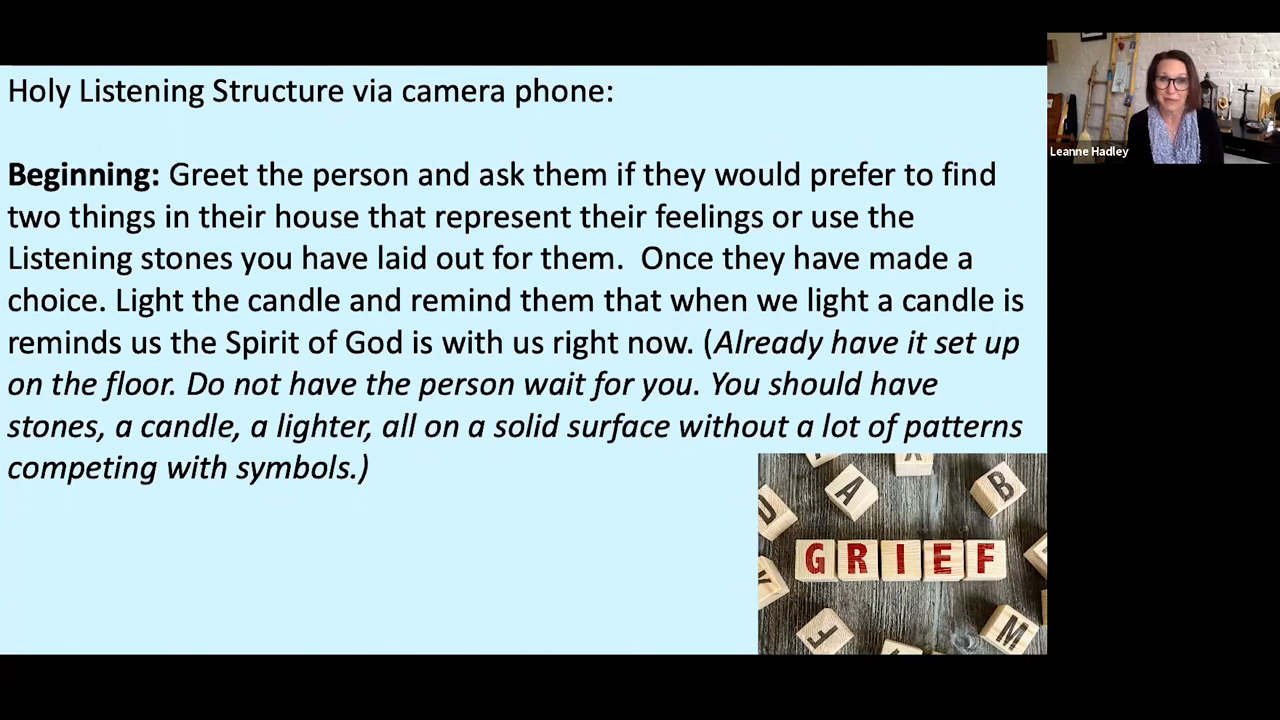 Holy Listening Structure via camera phone:
Beginning: Greet the person and ask them if they would prefer to find
two things in their house that represent their feelings or use the
Listening stones you have laid out for them.  Once they have made a
choice. Light the candle and remind them that when we light a candle is
reminds us the Spirit of God is with us right now. (Already have it set up
on the floor. Do not have the person wait for you. You should have
stones, a candle, a lighter, all on a solid surface without a lot of patterns
competing with symbols.)
Leanne Hadley
A
B
D
GRIEF
F
M